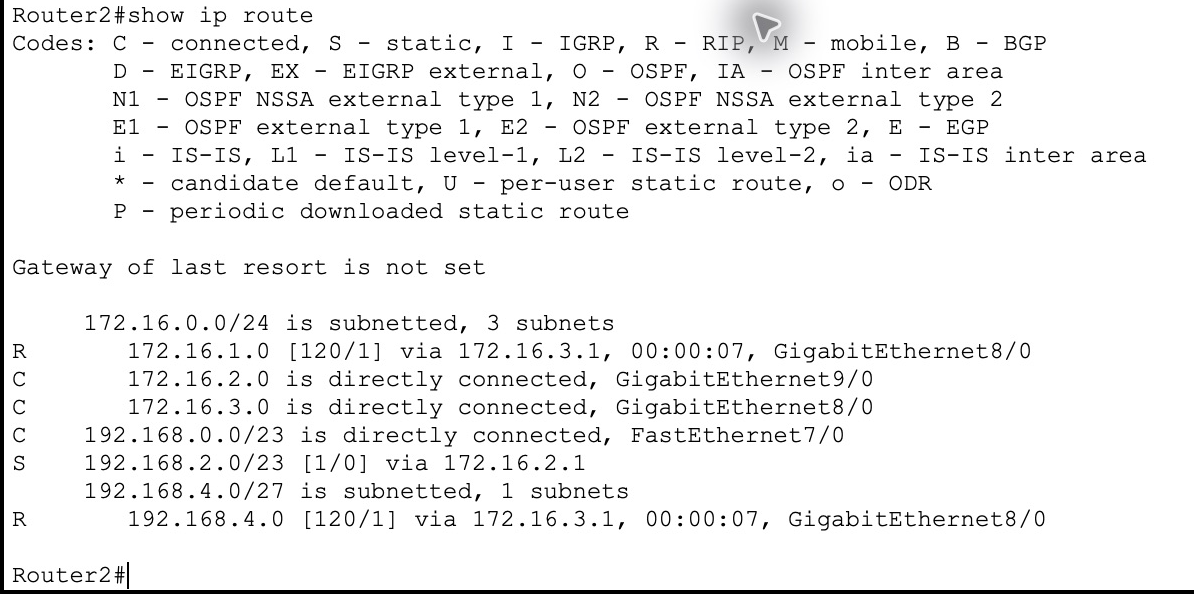 Router2#show ip route
Codes: C - connected, S - static, I - IGRP, R - RIP, M - mobile, B - BGP
       D - EIGRP, EX - EIGRP external, O - OSPF, IA - OSPF inter area
       N1 - OSPF NSSA external type 1, N2 - OSPF NSSA external type 2
       E1 - OSPF external type 1, E2 - OSPF external type 2, E - EGP
       i - IS-IS, L1 - IS-IS level-1, L2 - IS-IS level-2, ia - IS-IS inter area
       * - candidate default, U - per-user static route, o - ODR
       P - periodic downloaded static route

Gateway of last resort is not set

     172.16.0.0/24 is subnetted, 3 subnets
R       172.16.1.0 [120/1] via 172.16.3.1, 00:00:07, GigabitEthernet8/0
C       172.16.2.0 is directly connected, GigabitEthernet9/0
C       172.16.3.0 is directly connected, GigabitEthernet8/0
C    192.168.0.0/23 is directly connected, FastEthernet7/0
S    192.168.2.0/23 [1/0] via 172.16.2.1
     192.168.4.0/27 is subnetted, 1 subnets
R       192.168.4.0 [120/1] via 172.16.3.1, 00:00:07, GigabitEthernet8/0

Router2#